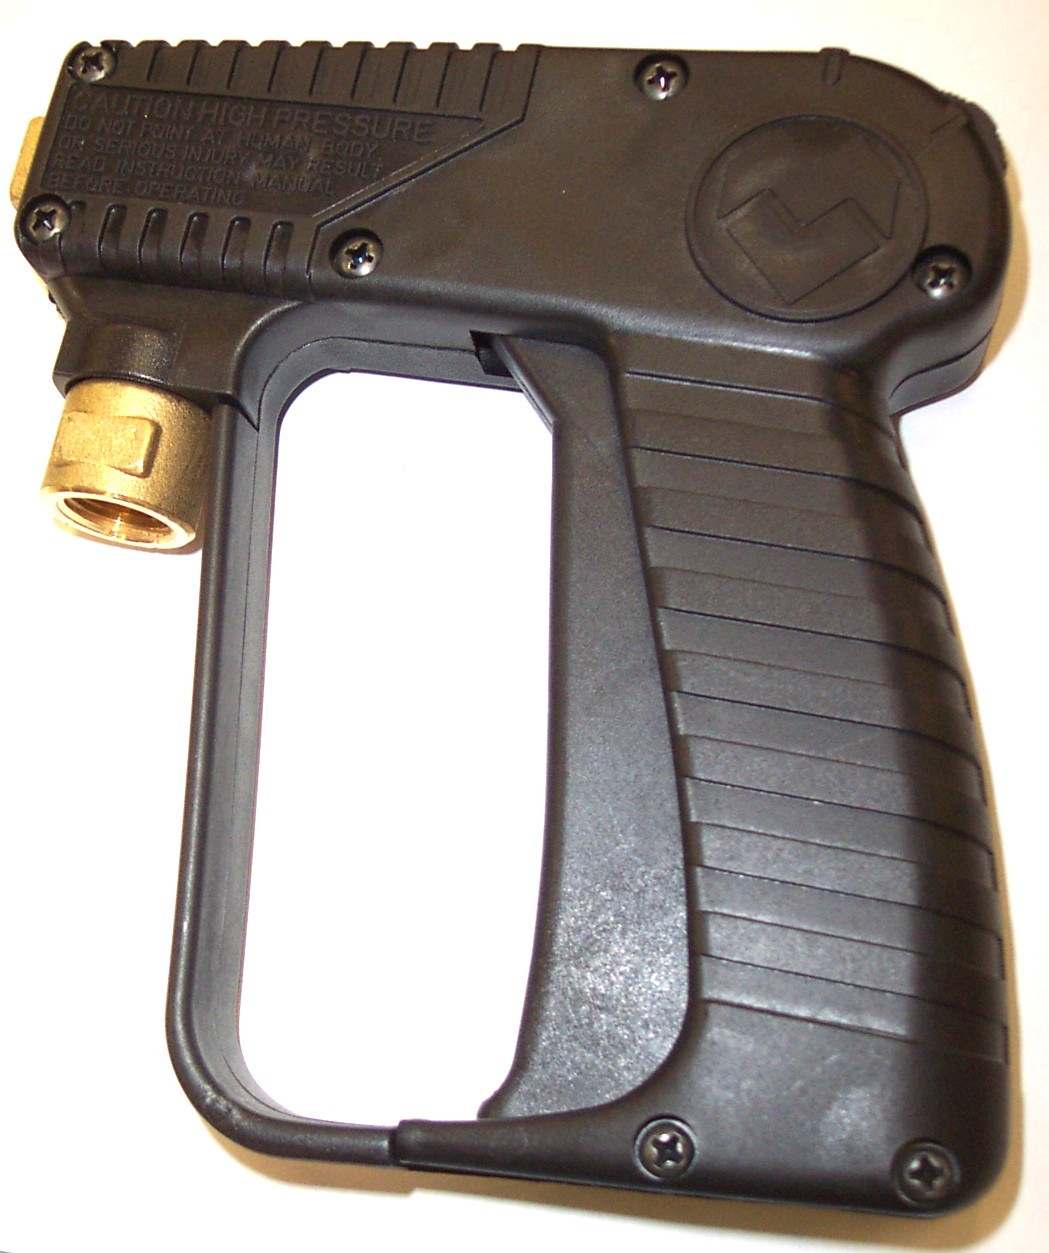 CAUTION HIGH PRESSURE
DO NOT POINT AT HUMAN BODY
OR SERIOUS INJURY MAY RESULT.
READ INSTRUCTION MANUAL
BEFORE OPERATING